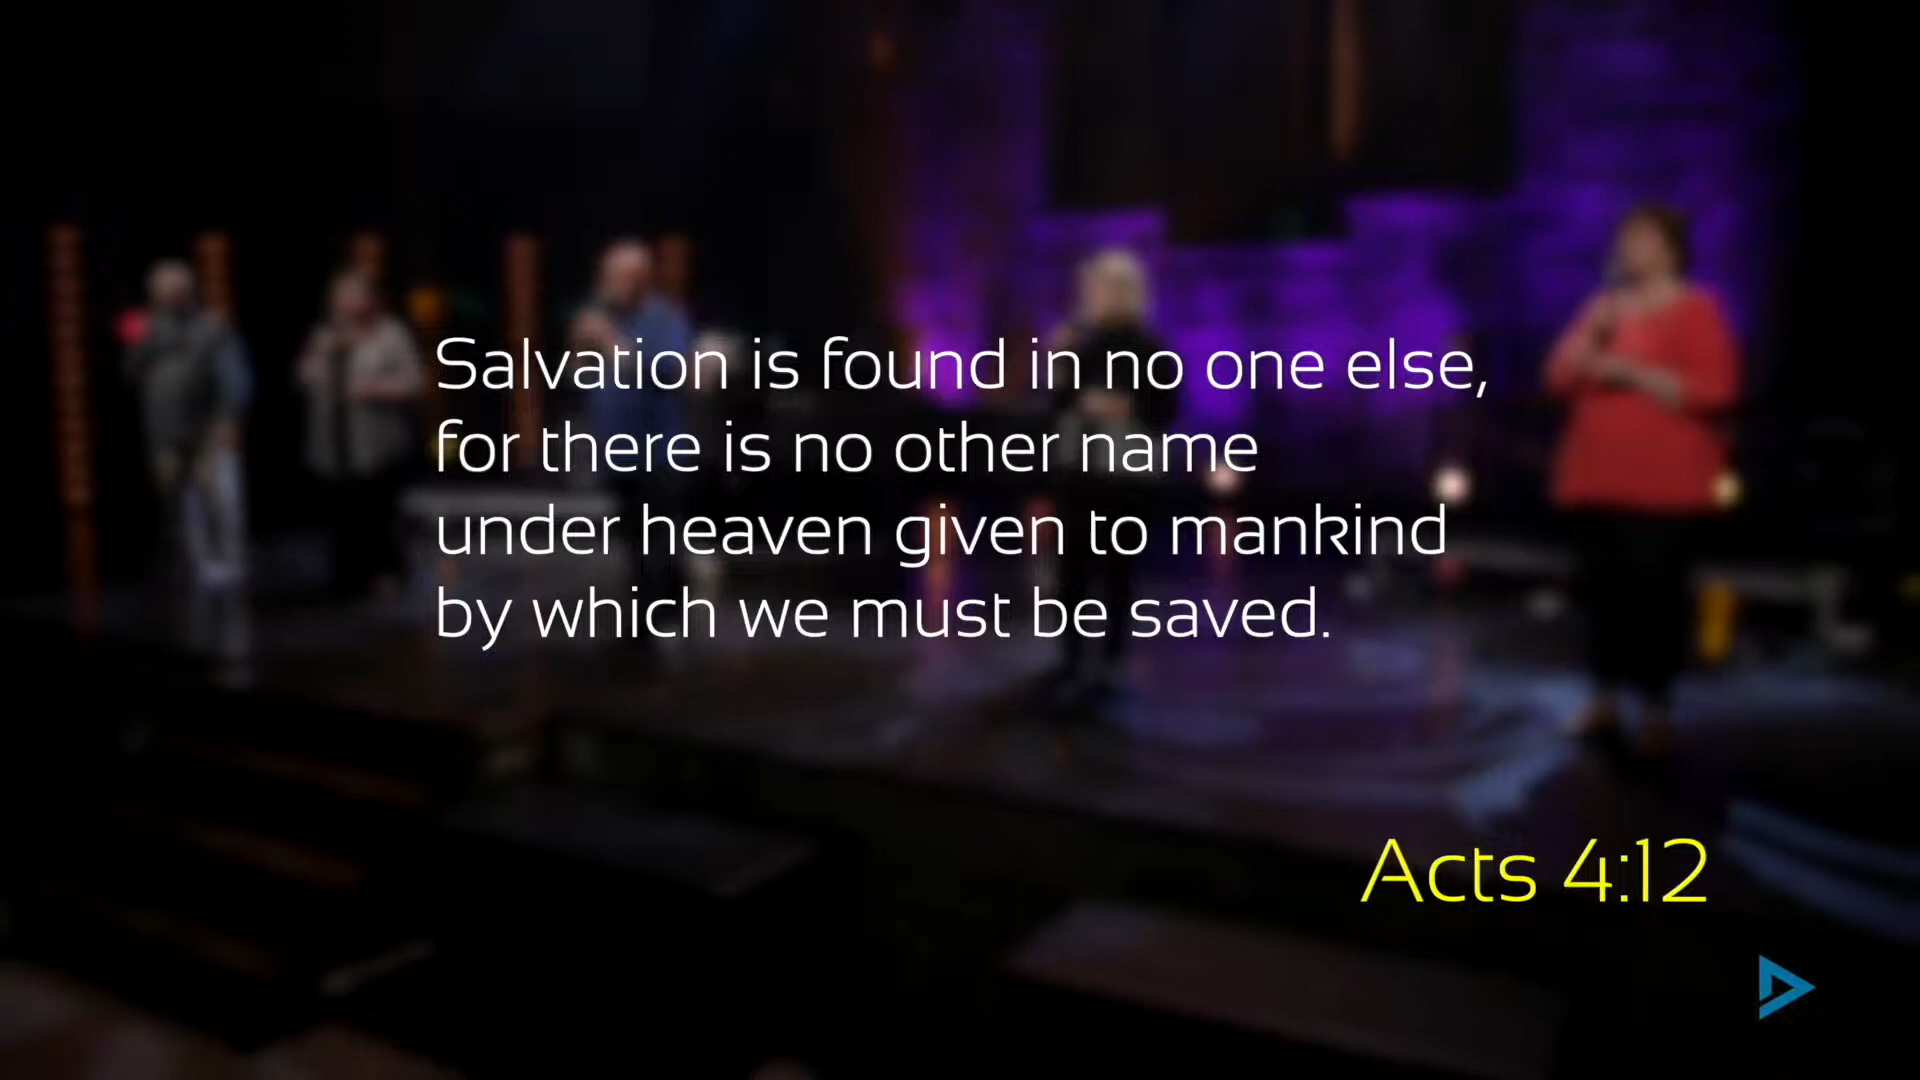 Salvation is found in no one else,
for there is no other name
under heaven given to mankind
by which we must be saved.
Acts 4:12